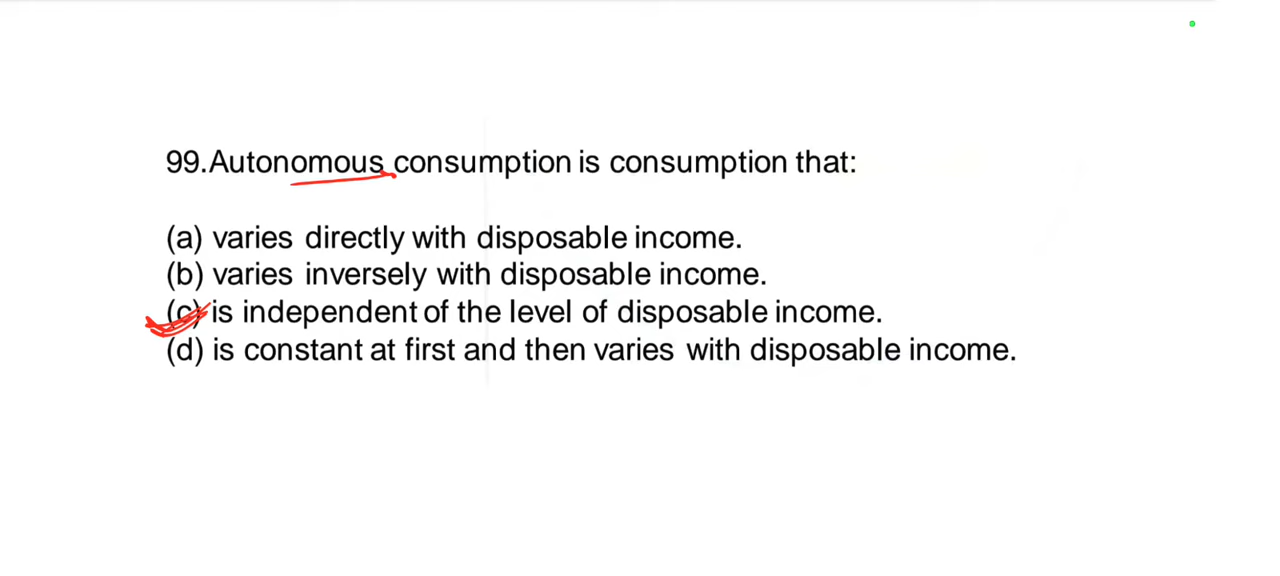 99.Autonomous consumption is consumption that:
(a) varies directly with disposable income.
(b) varies inversely with disposable income.
(c) is independent of the level of disposable income.
(d) is constant at first and then varies with disposable income.